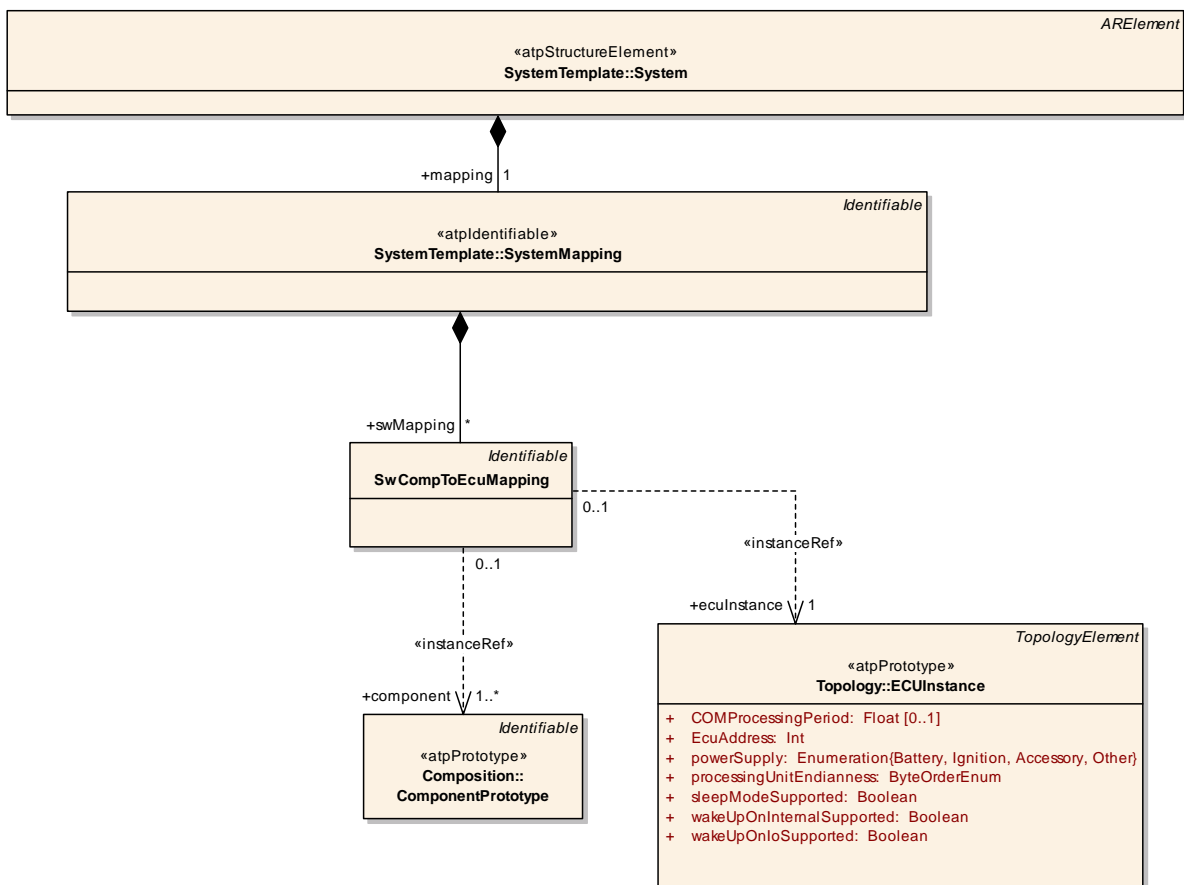 ARElement
«atpStructureElement»
SystemTemplate::System
+mapping 1
Identifiable
«atpIdentifiable»
SystemTemplate::SystemMapping
+swMapping *
Identifiable
SwCompToEcuMapping
0..1
«instanceRef»
0..1
+ecuInstance 1
«instanceRef»
+component 1..*
TopologyElement
«atpPrototype»
Topology::ECUInstance
+ COMProcessingPeriod: Float [0..1]
+ EcuAddress: Int
+ powerSupply: Enumeration{Battery, Ignition, Accessory, Other}
+ processingUnitEndianness: ByteOrderEnum
+ sleepModeSupported: Boolean
+ wakeUpOnInternalSupported: Boolean
+ wakeUpOnIoSupported: Boolean
Identifiable
«atpPrototype»
Composition::
ComponentPrototype